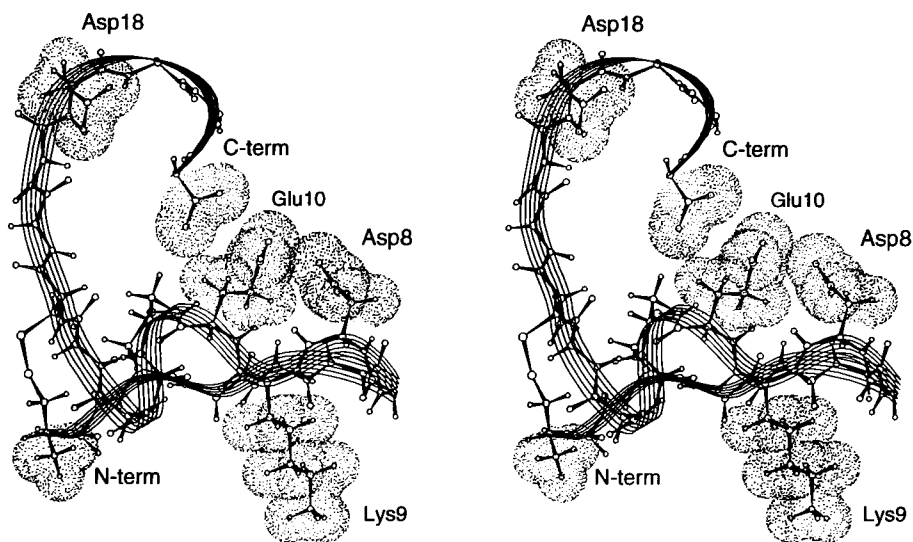 Asp18
C-term
Glu10
Asp8
N-term
Lys9
Asp18
C-term
Glu10
Asp8
N-term
Lys9